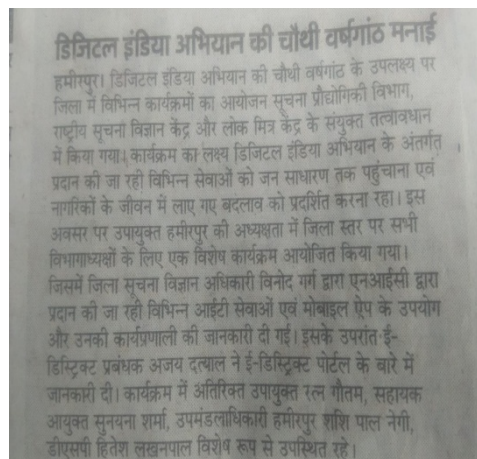 डिजिटल इंडिया अभियान की चौथी वर्षगांठ मनाई
हमीरपुर। डिजिटल इंडिया अभियान की चौथी वर्षगांठ के उपलक्ष्य पर
जिला में विभिन्न कार्यक्रमों का आयोजन सूचना प्रौद्योगिकी विभाग,
राष्ट्रीय सूचना विज्ञान केंद्र और लोक मित्र केंद्र के संयुक्त तत्वावधान
में किया गया। कार्यक्रम का लक्ष्य डिजिटल इंडिया अभियान के अंतर्गत
प्रदान की जा रही विभिन्न सेवाओं को जन साधारण तक पहुंचाना एवं
नागरिकों के जीवन में लाए गए बदलाव को प्रदर्शित करना रहा। इस
अवसर पर उपायुक्त हमीरपुर की अध्यक्षता में जिला स्तर पर सभी
विभागाध्यक्षों के लिए एक विशेष कार्यक्रम आयोजित किया गया।
जिसमें जिला सूचना विज्ञान अधिकारी विनोद गर्ग द्वारा एनआईसी द्वारा
प्रदान की जा रही विभिन्न आईटी सेवाओं एवं मोबाइल ऐप के उपयोग
और उनकी कार्यप्रणाली की जानकारी दी गई। इसके उपरांत ई-
डिस्ट्रिक्ट प्रबंधक अजय दत्याल ने ई-डिस्ट्रिक्ट पोर्टल के बारे में
जानकारी दी। कार्यक्रम में अतिरिक्त उपायुक्त रत्न गौतम, सहायक
आयुक्त सुनयना शर्मा, उपमंडलाधिकारी हमीरपुर शशि पाल नेगी,
डीएसपी हितेश लखनपाल विशेष रूप से उपस्थित रहे।